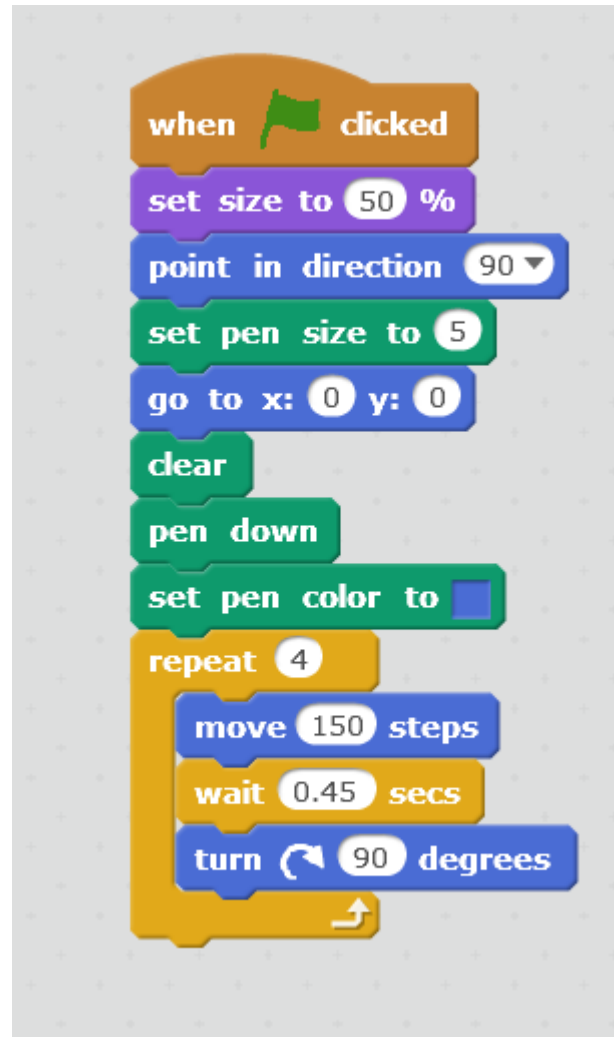 when clicked
set size to 50 %
point in direction 90
set pen size to 5
go to x: 0 y: 0
clear
pen down
set pen color to
repeat 4
move 150 steps
wait 0.45 secs
turn 90 degrees